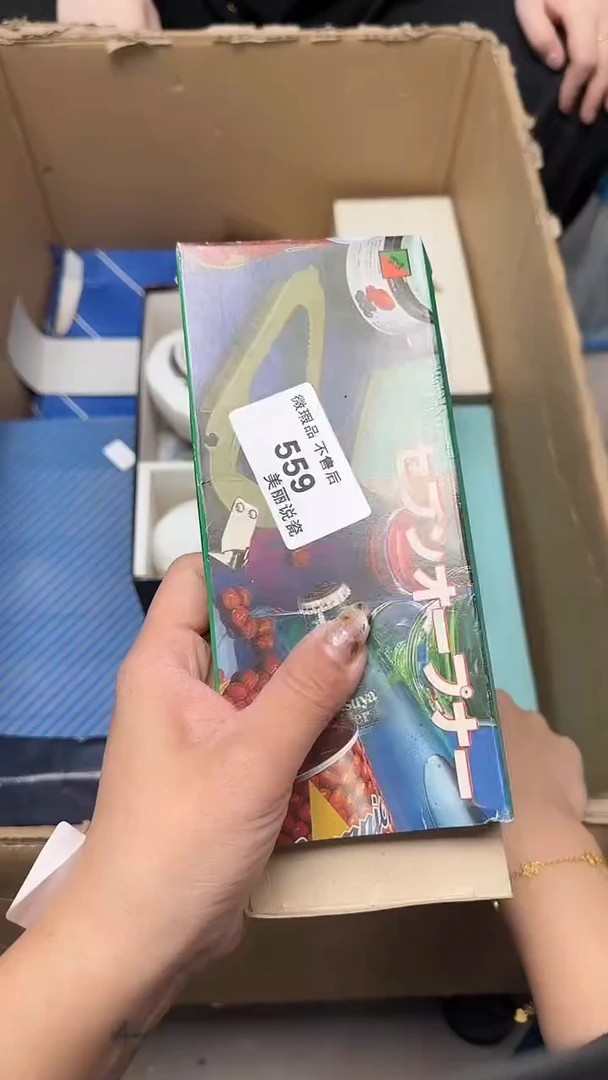 微瑕品 不售后
559
美丽说瓷
セブンオープナー